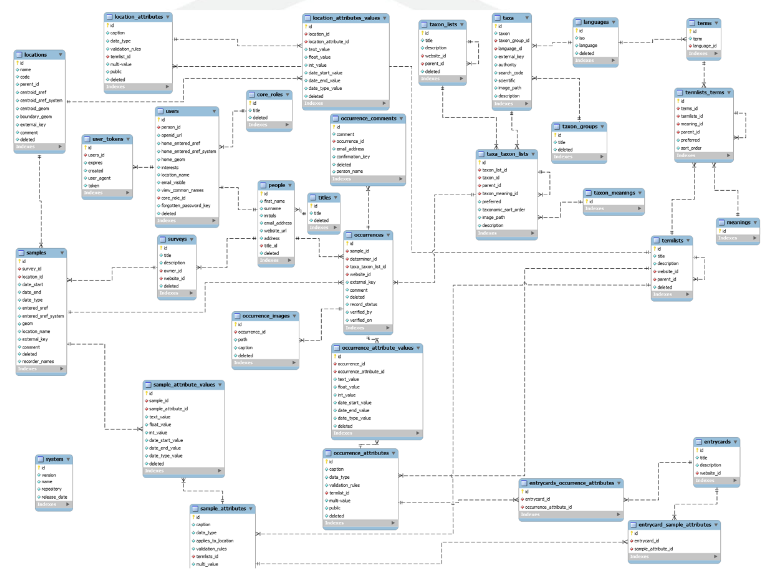 location_attributes
id
caption
date_type
validation_rules
termlist_id
multi-value
public
deleted
Indexes
location_attributes_values
id
location_id
location_attribute_id
text_value
float_value
int_value
date_start_value
date_end_value
date_type_value
deleted
Indexes
taxon_lists
id
title
description
website_id
parent_id
deleted
Indexes
taxa
id
taxon
taxon_group_id
language_id
external_key
authority
search_code
scientific
image_path
description
Indexes
languages
id
iso
language
deleted
Indexes
terms
id
term
language_id
Indexes
locations
id
name
code
parent_id
centroid_sref
centroid_sref_system
centroid_geom
boundary_geom
external_key
comment
deleted
Indexes
core_roles
id
title
deleted
Indexes
users
id
person_id
openid_url
home_entered_sref
home_entered_sref_system
home_geom
interests
location_name
email_visible
view_common_names
core_role_id
forgotten_password_key
deleted
Indexes
user_tokens
id
users_id
expires
created
user_agent
token
Indexes
occurrence_comments
id
comment
occurrence_id
email_address
confirmation_key
deleted
person_name
Indexes
termlists_terms
id
terms_id
termlists_id
meaning_id
parent_id
preferred
sort_order
Indexes
taxon_groups
id
title
deleted
Indexes
taxa_taxon_lists
id
taxon_list_id
taxon_id
parent_id
taxon_meaning_id
preferred
taxonomic_sort_order
image_path
description
Indexes
people
id
first_name
surname
initials
email_address
website_url
address
title_id
deleted
Indexes
titles
id
title
deleted
Indexes
taxon_meanings
id
Indexes
meanings
id
Indexes
surveys
id
title
description
owner_id
website_id
deleted
Indexes
occurrences
id
sample_id
determiner_id
taxa_taxon_list_id
website_id
external_key
comment
deleted
record_status
verified_by
verified_on
Indexes
termlists
id
title
description
website_id
parent_id
deleted
Indexes
samples
id
survey_id
location_id
date_start
date_end
date_type
entered_sref
entered_sref_system
geom
location_name
external_key
comment
deleted
recorder_names
Indexes
occurrence_images
id
occurrence_id
path
caption
deleted
Indexes
occurrence_attribute_values
id
occurrence_id
occurrence_attribute_id
text_value
float_value
int_value
date_start_value
date_end_value
date_type_value
deleted
Indexes
sample_attribute_values
id
sample_id
sample_attribute_id
text_value
float_value
int_value
date_start_value
date_end_value
date_type_value
deleted
Indexes
system
id
version
name
repository
release_date
Indexes
occurrence_attributes
id
caption
data_type
validation_rules
termlist_id
multi-value
public
deleted
Indexes
entrycards
id
title
description
website_id
Indexes
entrycards_occurrence_attributes
id
entrycard_id
occurrence_attribute_id
Indexes
sample_attributes
id
caption
date_type
applies_to_location
validation_rules
termlists_id
multi_value
entrycard_sample_attributes
id
entrycard_id
sample_attribute_id
Indexes